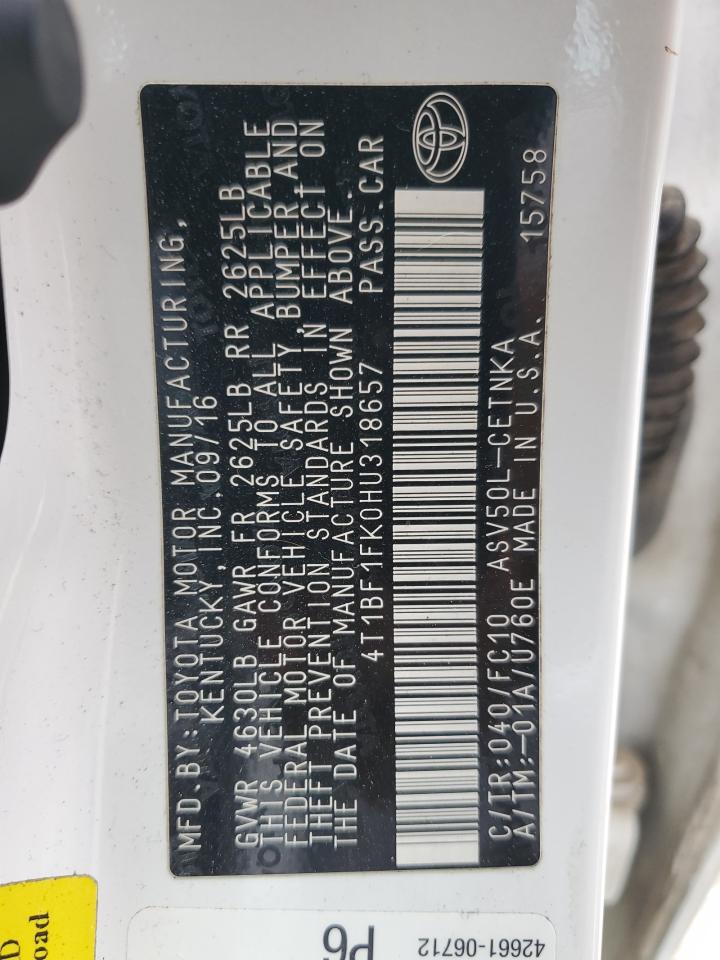 MFD.BY:TOYOTA MOTOR MANUFACTURING,
KENTUCKY,INC.09/16
GVWR 4630LB GAWR FR 2625LB RR 2625LB
THIS VEHICLE CONFORMS TO ALL APPLICABLE
FEDERAL MOTOR VEHICLE SAFETY,BUMPER AND
THEFT PREVENTION STANDARDS IN EFFECT ON
THE DATE OF MANUFACTURE SHOWN ABOVE.
4T1BF1FK0HU318657 PASS.CAR
C/TR:040/FC10 ASV50L-CETNKA
A/TM:-01A/U760E MADE IN U.S.A. 15758
D
oad
P6
42661-06712